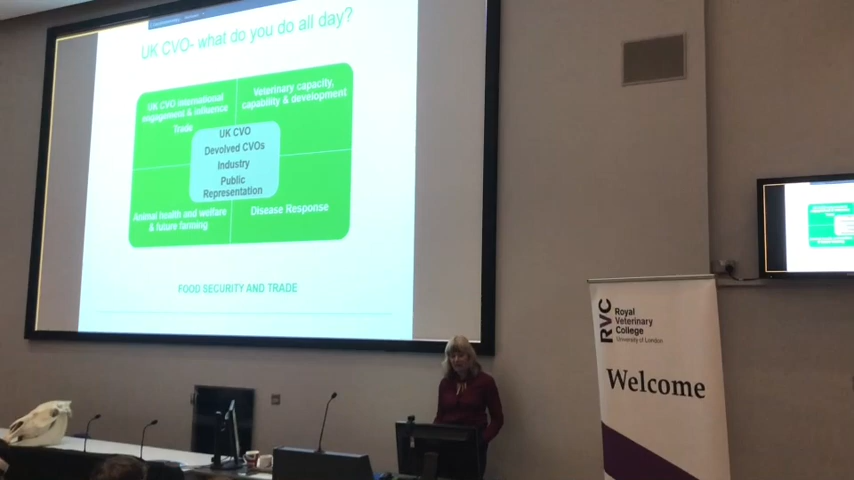 UK CVO- what do you do all day?
UK CVO international
engagement & influence
Trade
Veterinary capacity,
capability & development
UK CVO
Devolved CVOs
Industry
Public
Representation
Animal health and welfare
& future farming
Disease Response
FOOD SECURITY AND TRADE
RVC
Royal
Veterinary
College
University of London
Welcome